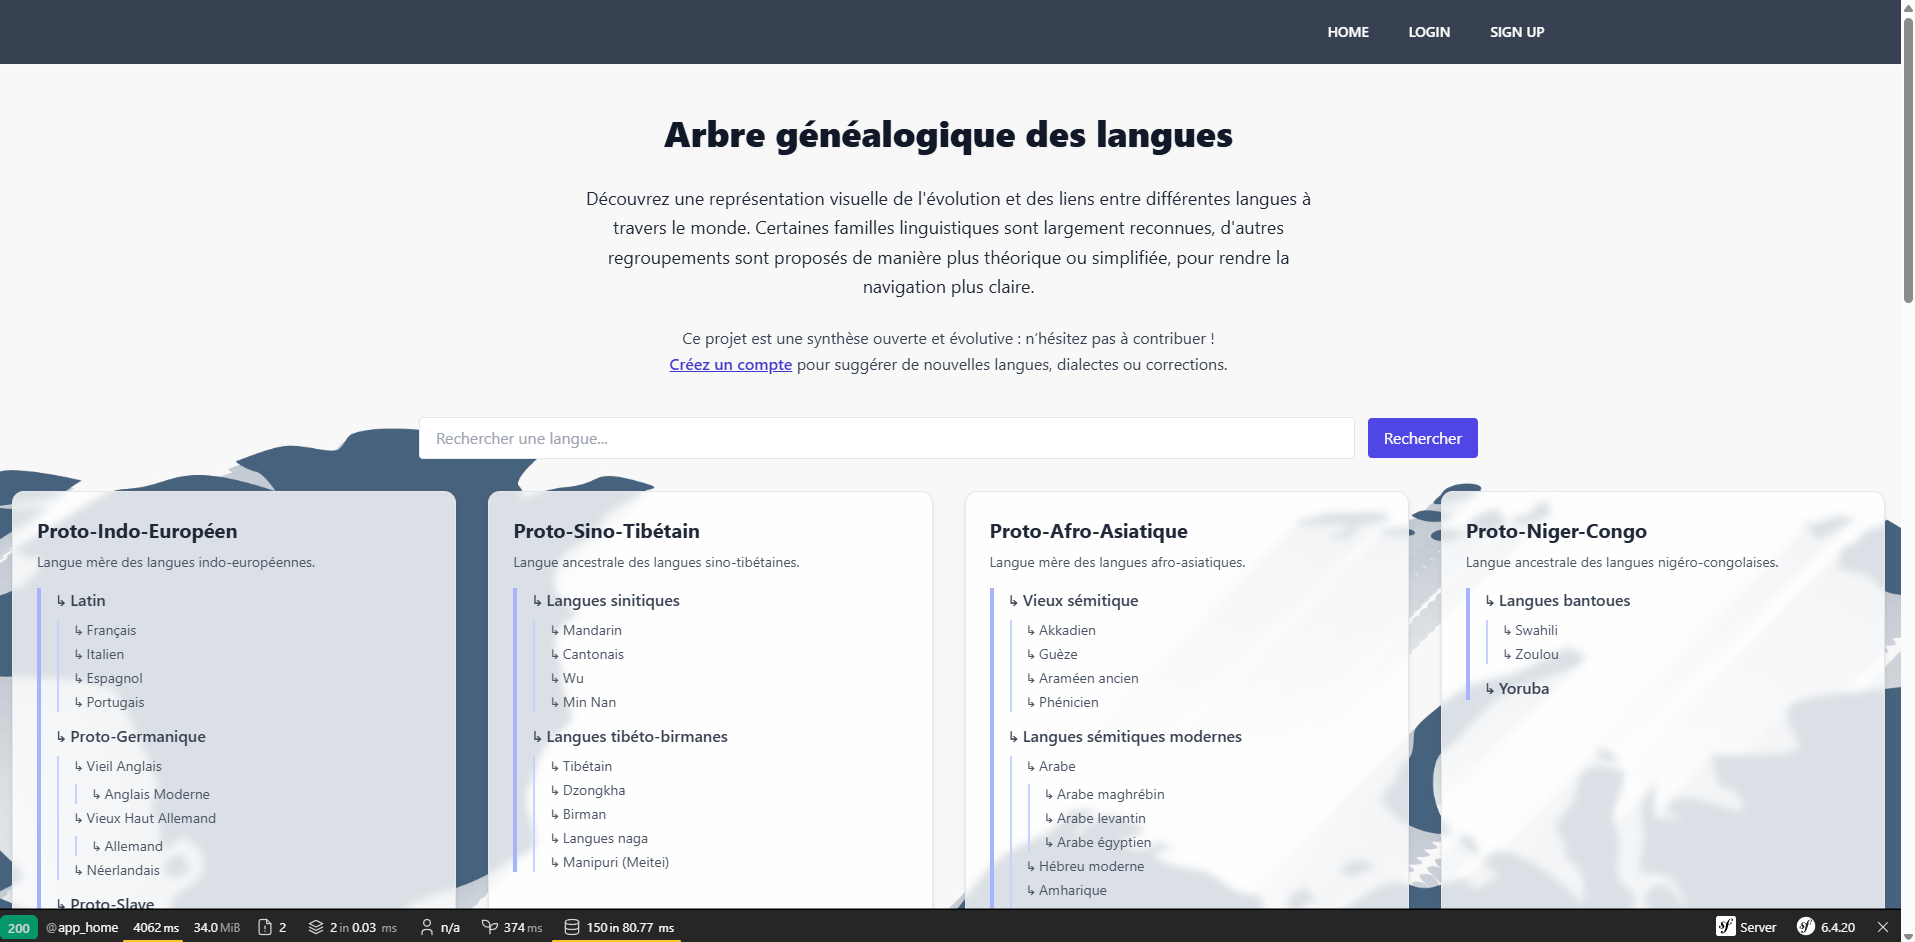 HOME LOGIN SIGN UP
Arbre généalogique des langues
Découvrez une représentation visuelle de l'évolution et des liens entre différentes langues à
travers le monde. Certaines familles linguistiques sont largement reconnues, d'autres
regroupements sont proposés de manière plus théorique ou simplifiée, pour rendre la
navigation plus claire.
Ce projet est une synthèse ouverte et évolutive : n'hésitez pas à contribuer !
Créez un compte pour suggérer de nouvelles langues, dialectes ou corrections.
Rechercher une langue...
Rechercher
Proto-Indo-Européen
Langue mère des langues indo-européennes.
↳ Latin
↳ Français
↳ Italien
↳ Espagnol
↳ Portugais
↳ Proto-Germanique
↳ Vieil Anglais
↳ Anglais Moderne
↳ Vieux Haut Allemand
↳ Allemand
↳ Néerlandais
↳ Proto-Slave
Proto-Sino-Tibétain
Langue ancestrale des langues sino-tibétaines.
↳ Langues sinitiques
↳ Mandarin
↳ Cantonais
↳ Wu
↳ Min Nan
↳ Langues tibéto-birmanes
↳ Tibétain
↳ Dzongkha
↳ Birman
↳ Langues naga
↳ Manipuri (Meitei)
Proto-Afro-Asiatique
Langue mère des langues afro-asiatiques.
↳ Vieux sémitique
↳ Akkadien
↳ Guèze
↳ Araméen ancien
↳ Phénicien
↳ Langues sémitiques modernes
↳ Arabe
↳ Arabe maghrébin
↳ Arabe levantin
↳ Arabe égyptien
↳ Hébreu moderne
↳ Amharique
Proto-Niger-Congo
Langue ancestrale des langues nigéro-congolaises.
↳ Langues bantoues
↳ Swahili
↳ Zoulou
↳ Yoruba
200 @app_home 4062 ms 34.0 MiB 2 2 in 0.03 ms n/a 374 ms 150 in 80.77 ms Server 6.4.20